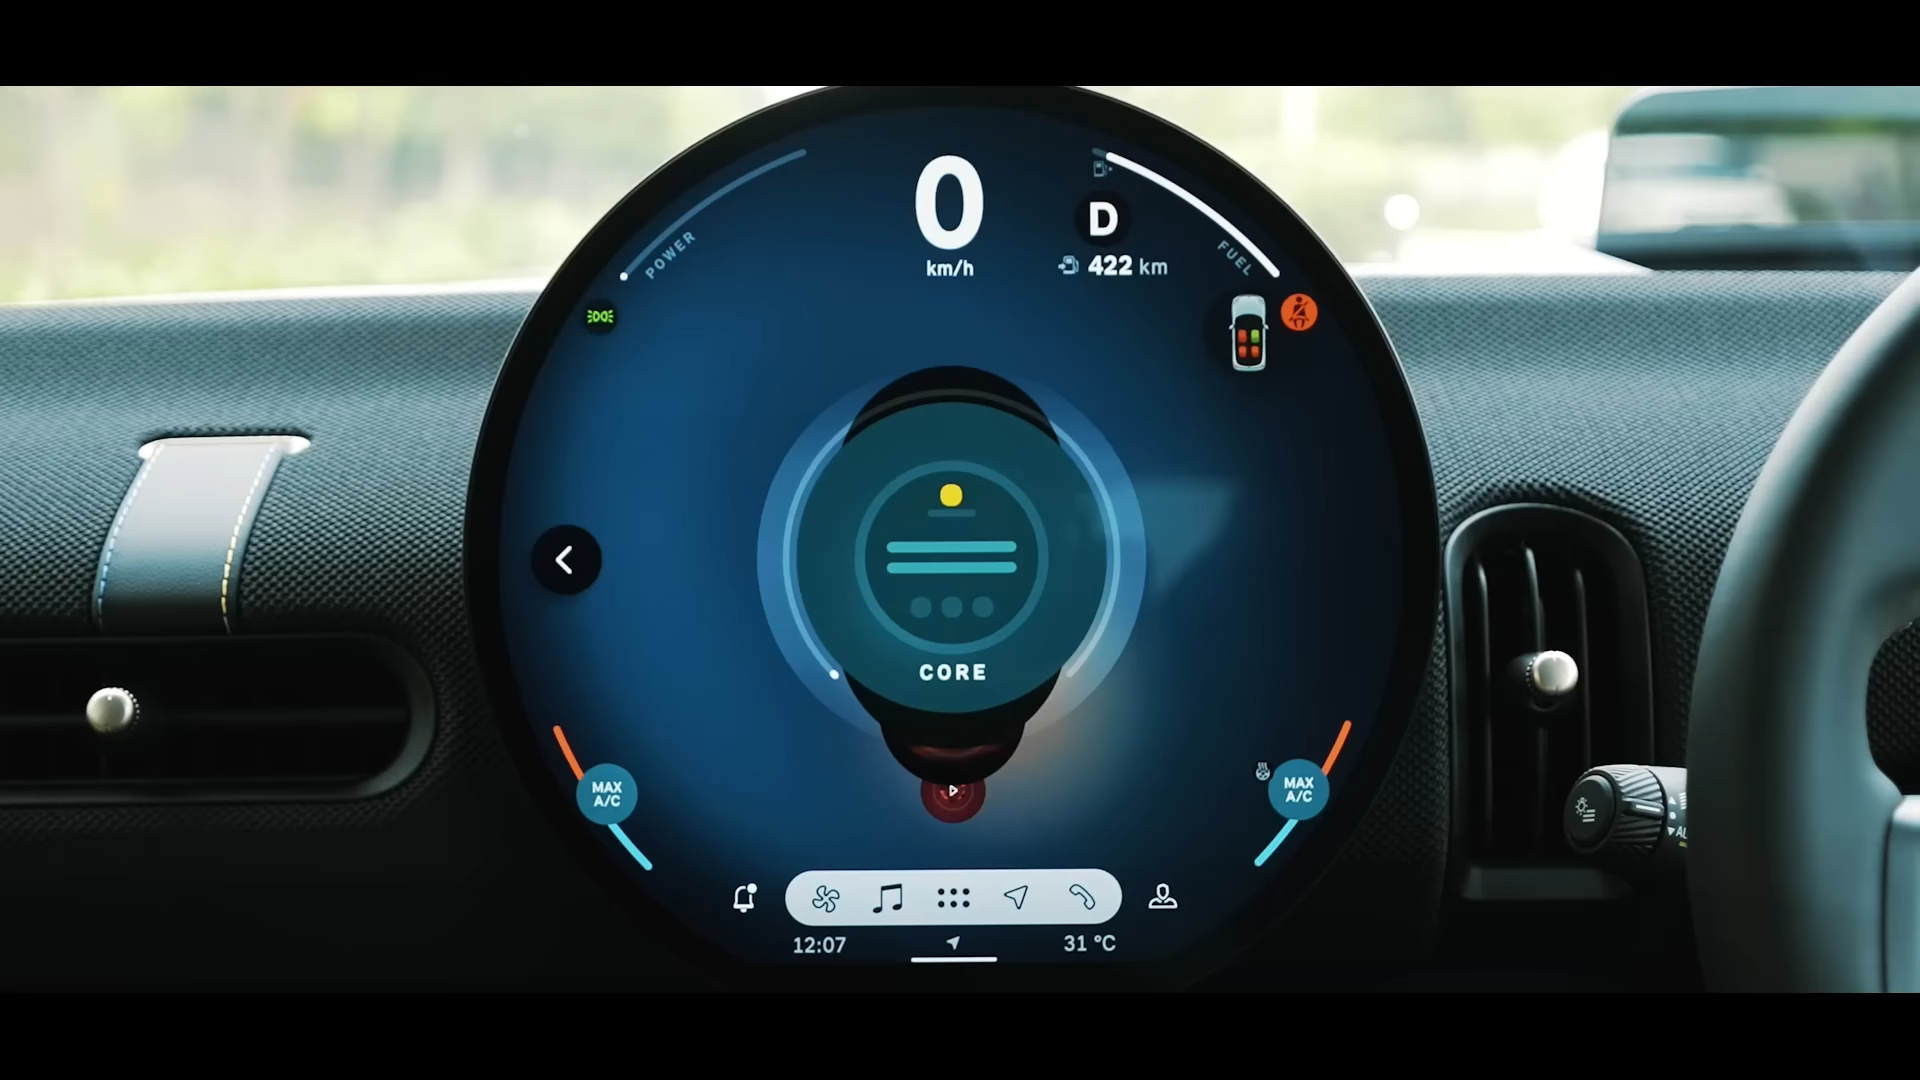 0
km/h
D
422 km
POWER
FUEL
CORE
MAX
A/C
MAX
A/C
12:07
31 °C